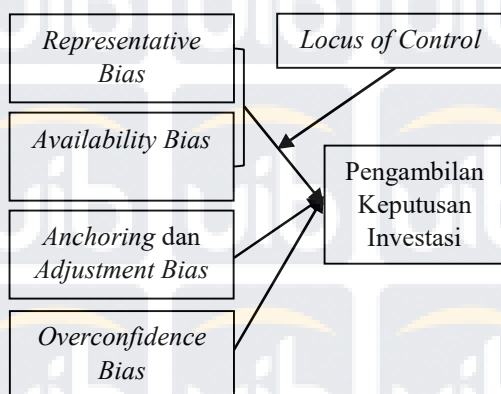 Representative
Bias
Locus of Control
Availability Bias
Pengambilan
Keputusan
Investasi
Anchoring dan
Adjustment Bias
Overconfidence
Bias